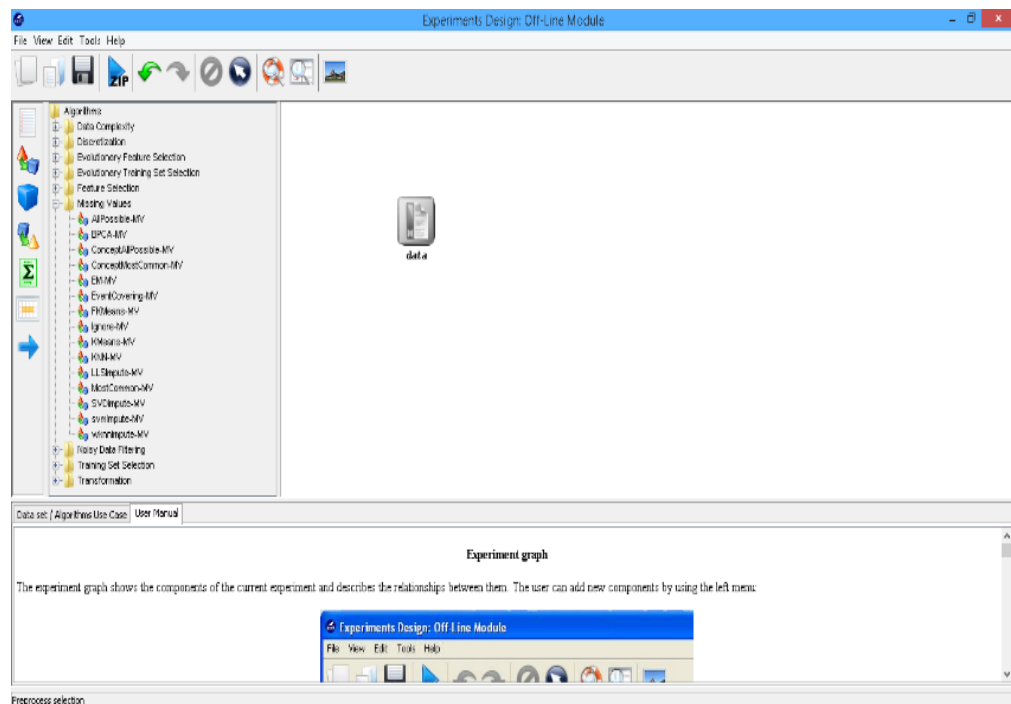 Experiments Design: Off-Line Module
File View Edit Tools Help
ZIP
Algorithms
Data Complexity
Discretization
Evolutionary Feature Selection
Evolutionary Training Set Selection
Feature Selection
Missing Values
AllPossible-MV
BPCA-MV
ConceptAllPossible-MV
ConceptMostCommon-MV
EM-MV
EventCovering-MV
FKMeans-MV
Ignore-MV
KMeans-MV
KNN-MV
LLSImpute-MV
MostCommon-MV
SVDimpute-MV
svmImpute-MV
wknnimpute-MV
Noisy Data Filtering
Training Set Selection
Transformation
data
Data set / Algorithms Use Case User Manual
Experiment graph
The experiment graph shows the components of the current experiment and describes the relationships between them. The user can add new components by using the left menu:
Experiments Design: Off-Line Module
File View Edit Tools Help
Preprocess selection